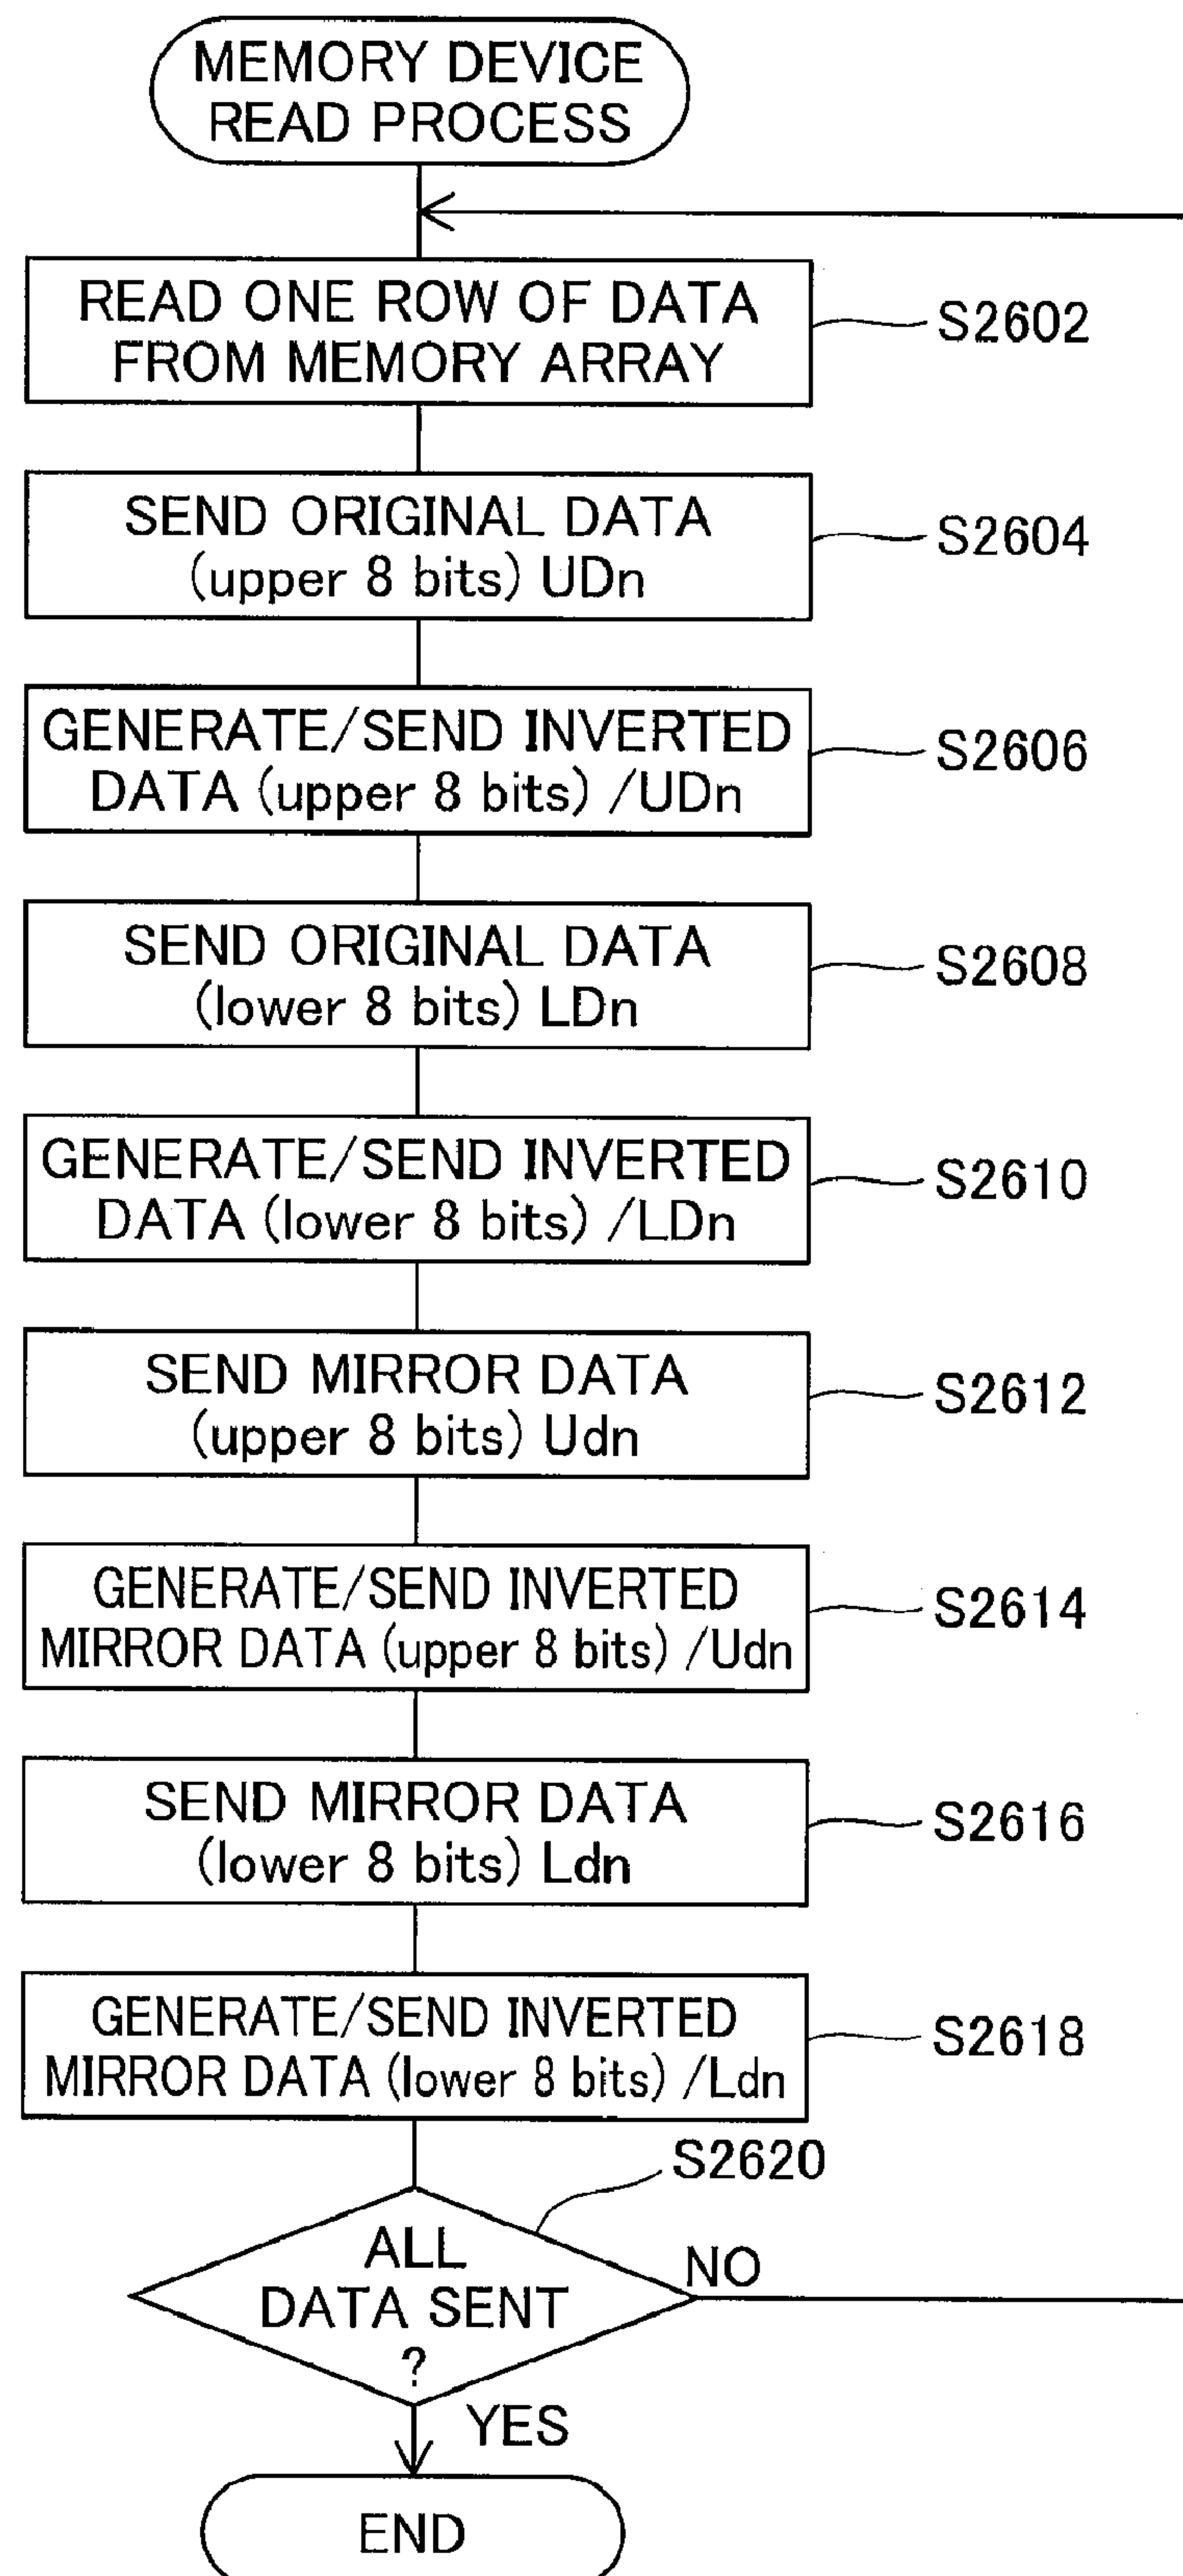 MEMORY DEVICE
READ PROCESS
READ ONE ROW OF DATA
FROM MEMORY ARRAY
S2602
SEND ORIGINAL DATA
(upper 8 bits) UDn
S2604
GENERATE/SEND INVERTED
DATA (upper 8 bits) /UDn
S2606
SEND ORIGINAL DATA
(lower 8 bits) LDn
S2608
GENERATE/SEND INVERTED
DATA (lower 8 bits) /LDn
S2610
SEND MIRROR DATA
(upper 8 bits) Udn
S2612
GENERATE/SEND INVERTED
MIRROR DATA (upper 8 bits) /Udn
S2614
SEND MIRROR DATA
(lower 8 bits) Ldn
S2616
GENERATE/SEND INVERTED
MIRROR DATA (lower 8 bits) /Ldn
S2618
S2620
ALL
DATA SENT
?
NO
YES
END